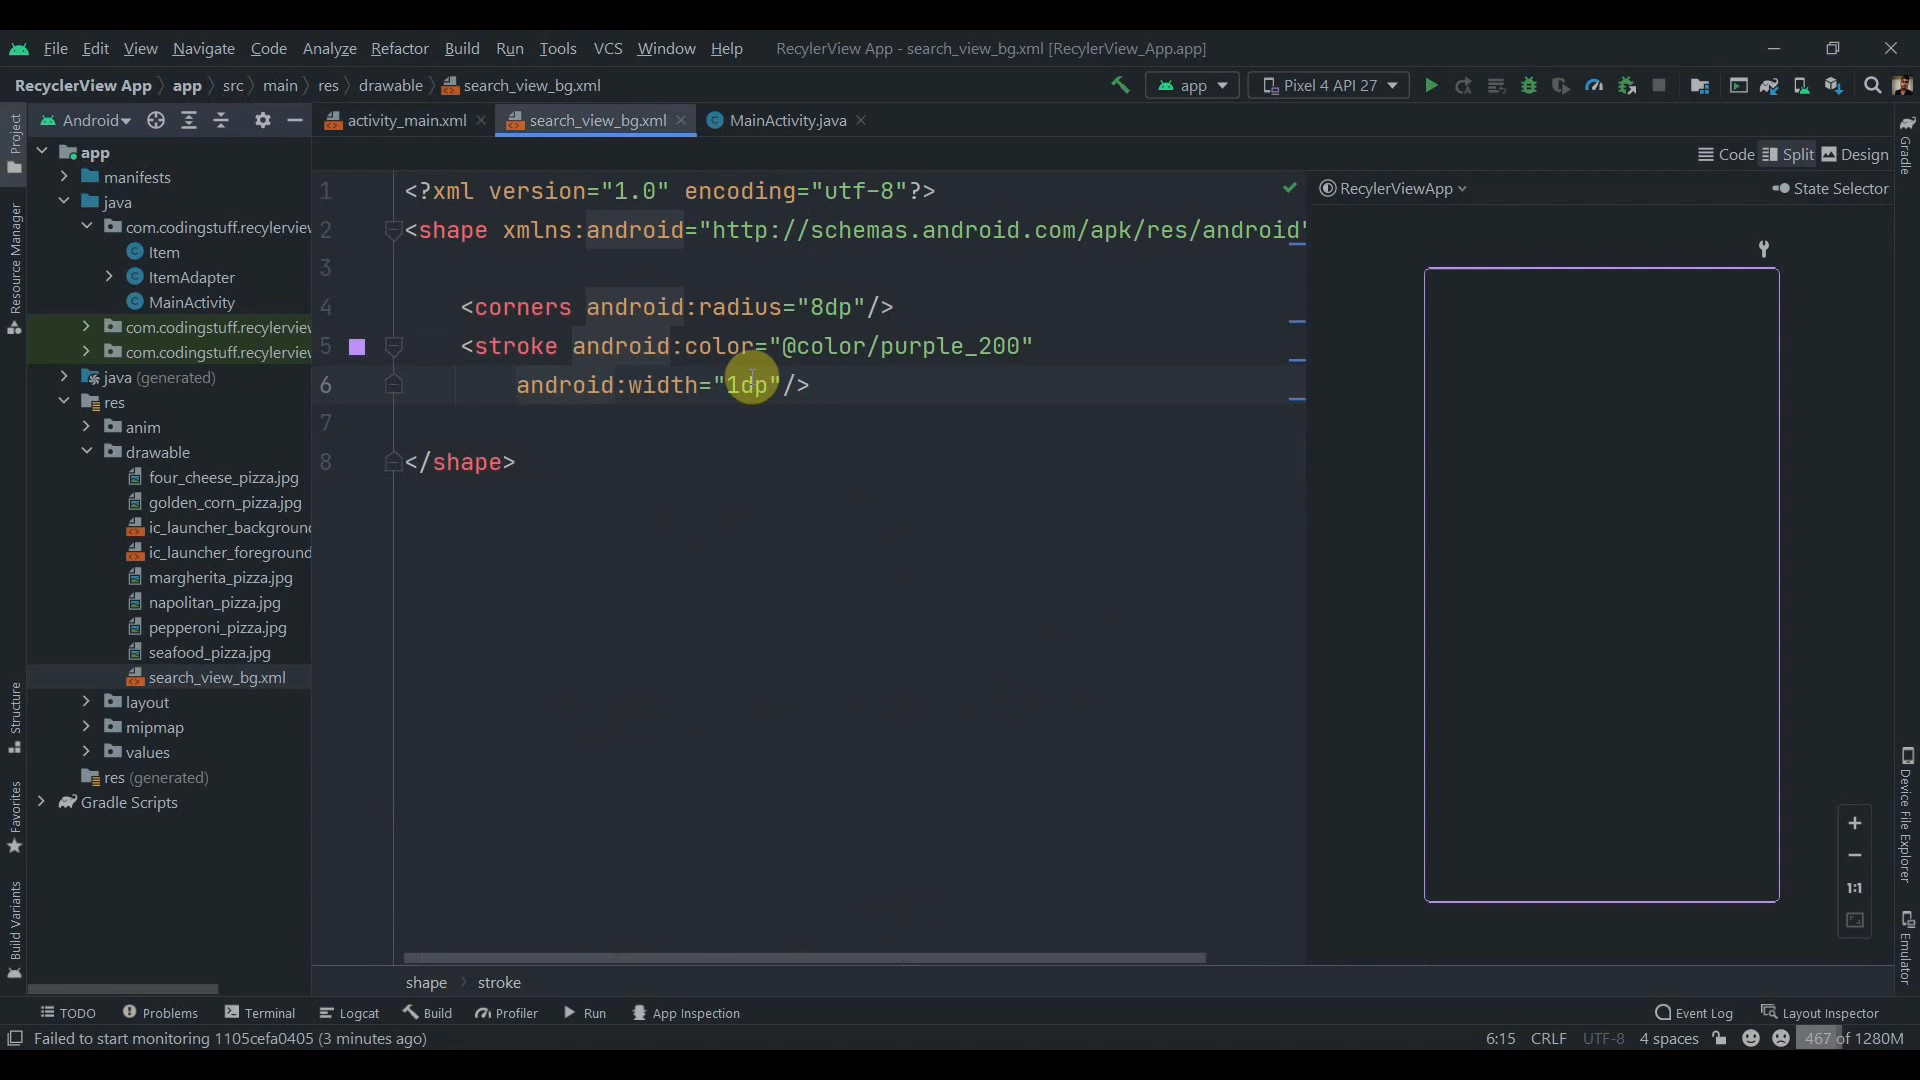 File Edit View Navigate Code Analyze Refactor Build Run Tools VCS Window Help RecylerView App - search_view_bg.xml [RecylerView_App.app]
RecyclerView App app src main res drawable search_view_bg.xml app Pixel 4 API 27
Android activity_main.xml search_view_bg.xml MainActivity.java
Code Split Design
RecylerViewApp State Selector
app
manifests
java
com.codingstuff.recylerview
Item
ItemAdapter
MainActivity
com.codingstuff.recylerview
com.codingstuff.recylerview
java (generated)
res
anim
drawable
four_cheese_pizza.jpg
golden_corn_pizza.jpg
ic_launcher_background
ic_launcher_foreground
margherita_pizza.jpg
napolitan_pizza.jpg
pepperoni_pizza.jpg
seafood_pizza.jpg
search_view_bg.xml
layout
mipmap
values
res (generated)
Gradle Scripts
1 <?xml version="1.0" encoding="utf-8"?>
2 <shape xmlns:android="http://schemas.android.com/apk/res/android"
3
4 <corners android:radius="8dp"/>
5 <stroke android:color="@color/purple_200"
6 android:width="1dp"/>
7
8 </shape>
1:1
shape stroke
Project
Resource Manager
Structure
Favorites
Build Variants
Gradle
Device File Explorer
Emulator
TODO Problems Terminal Logcat Build Profiler Run App Inspection Event Log Layout Inspector
Failed to start monitoring 1105cefa0405 (3 minutes ago) 6:15 CRLF UTF-8 4 spaces 467 of 1280M